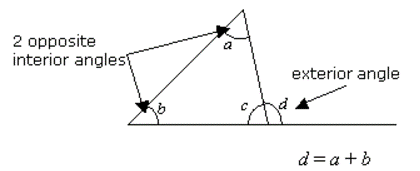 2 opposite
interior angles
a
exterior angle
b
c
d
d = a + b